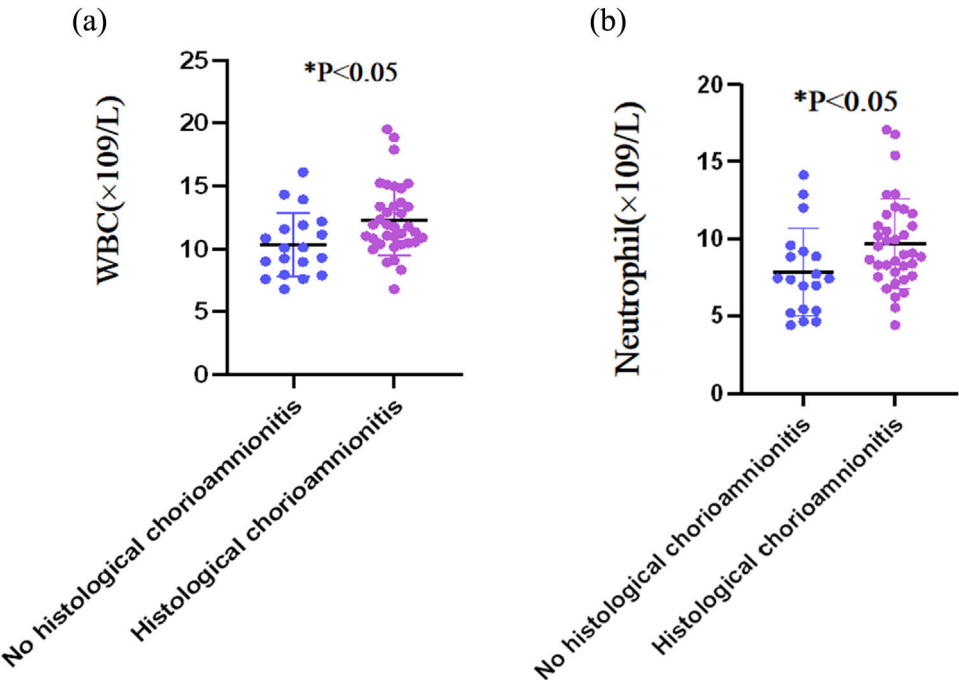 (a)
*P<0.05
WBC(×109/L)
25
20
15
10
5
0
No histological chorioamnionitis
Histological chorioamnionitis
(b)
*P<0.05
Neutrophil(×109/L)
20
15
10
5
0
No histological chorioamnionitis
Histological chorioamnionitis